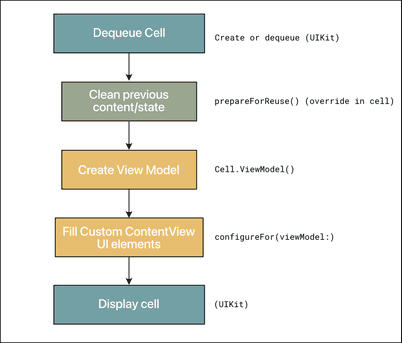 Dequeue Cell
Create or dequeue (UIKit)
Clean previous
content/state
prepareForReuse() (override in cell)
Create View Model
Cell.ViewModel()
Fill Custom ContentView
UI elements
configureFor(viewModel:)
Display cell
(UIKit)